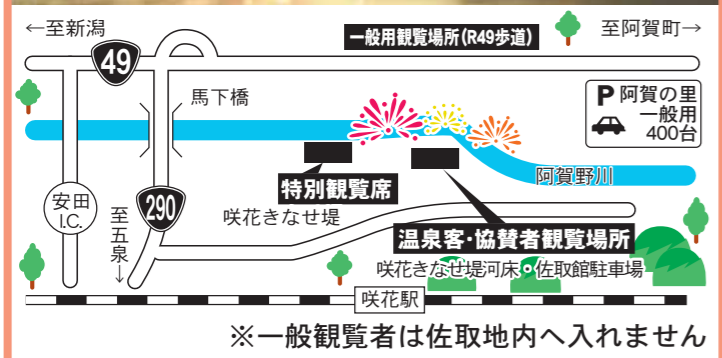 ←至新潟
一般用観覧場所(R49歩道)
至阿賀町→
49
馬下橋
P 阿賀の里
一般用
400台
特別観覧席
阿賀野川
安田
I.C.
至五泉↓
290
咲花きなせ堤
温泉客・協賛者観覧場所
咲花きなせ堤河床・佐取館駐車場
咲花駅
※一般観覧者は佐取地内へ入れません